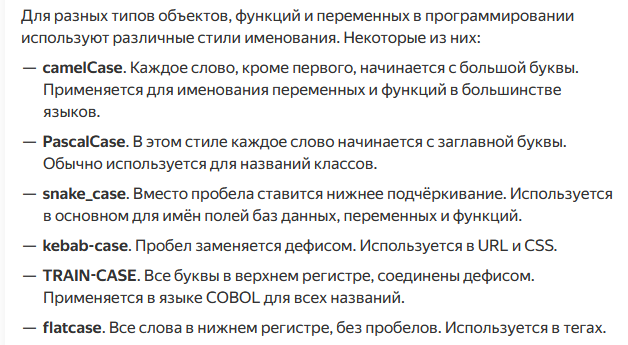 Для разных типов объектов, функций и переменных в программировании
используют различные стили именования. Некоторые из них:
— camelCase. Каждое слово, кроме первого, начинается с большой буквы.
Применяется для именования переменных и функций в большинстве
языков.
— PascalCase. В этом стиле каждое слово начинается с заглавной буквы.
Обычно используется для названий классов.
— snake_case. Вместо пробела ставится нижнее подчёркивание. Используется
в основном для имён полей баз данных, переменных и функций.
— kebab-case. Пробел заменяется дефисом. Используется в URL и CSS.
— TRAIN-CASE. Все буквы в верхнем регистре, соединены дефисом.
Применяется в языке COBOL для всех названий.
— flatcase. Все слова в нижнем регистре, без пробелов. Используется в тегах.